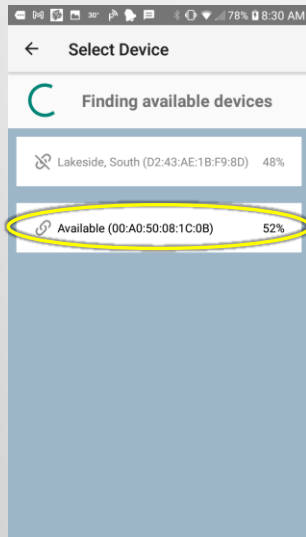 30° 78% 8:30 AM
Select Device
Finding available devices
Lakeside, South (D2:43:AE:1B:F9:8D) 48%
Available (00:A0:50:08:1C:0B) 52%